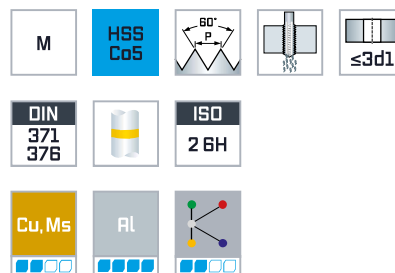 M
HSS
Co5
60°
P
≤3d1
DIN
371
376
ISO
2 6H
Cu, Ms
Al